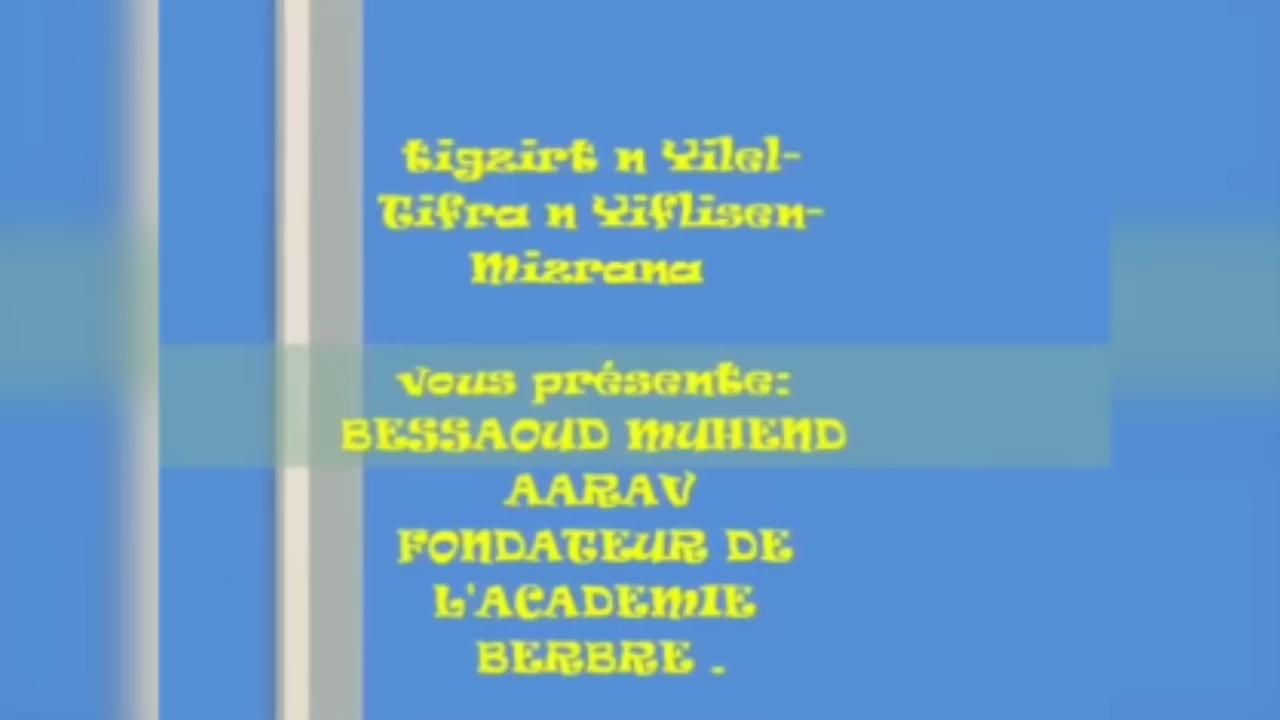 tigzirt n Yilel-
Tifra n Yiflisen-
Mizrana
vous présente:
BESSAOUD MUHEND
AARAV
FONDATEUR DE
L'ACADEMIE
BERBRE .